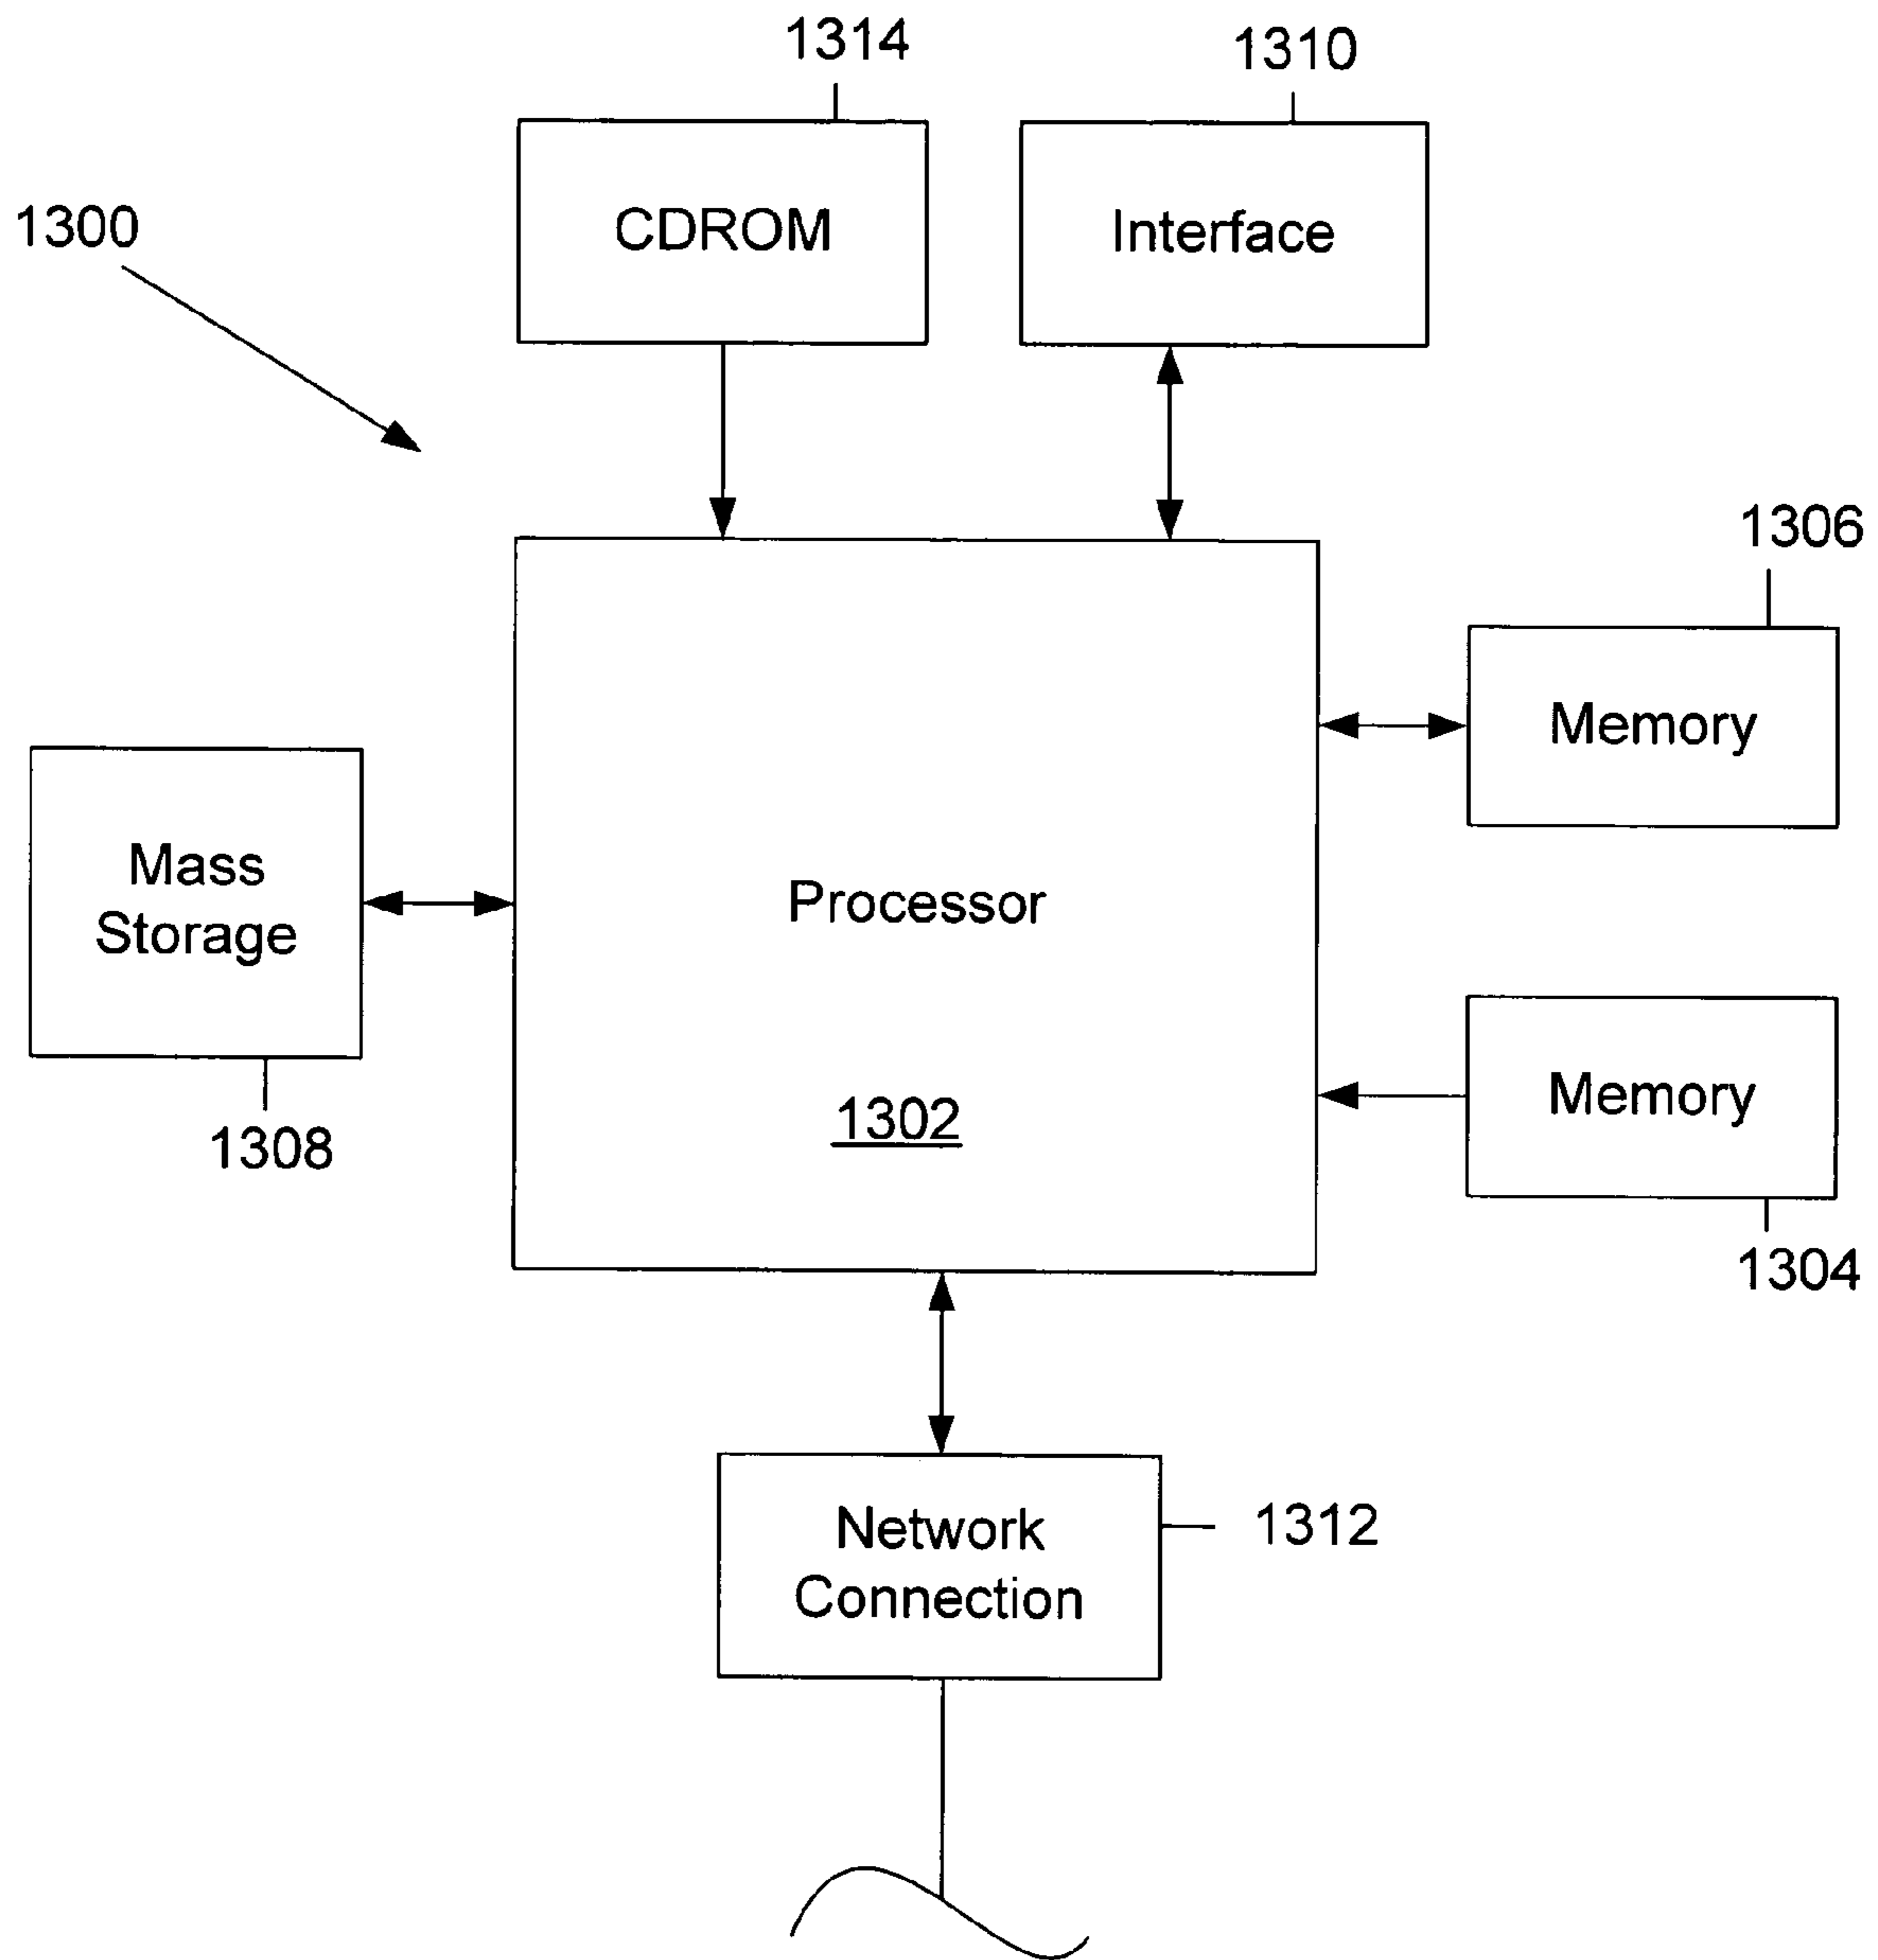 1314
1310
1300
CDROM
Interface
1306
Memory
Mass
Storage
Processor
Memory
1302
1308
1304
Network
Connection
1312